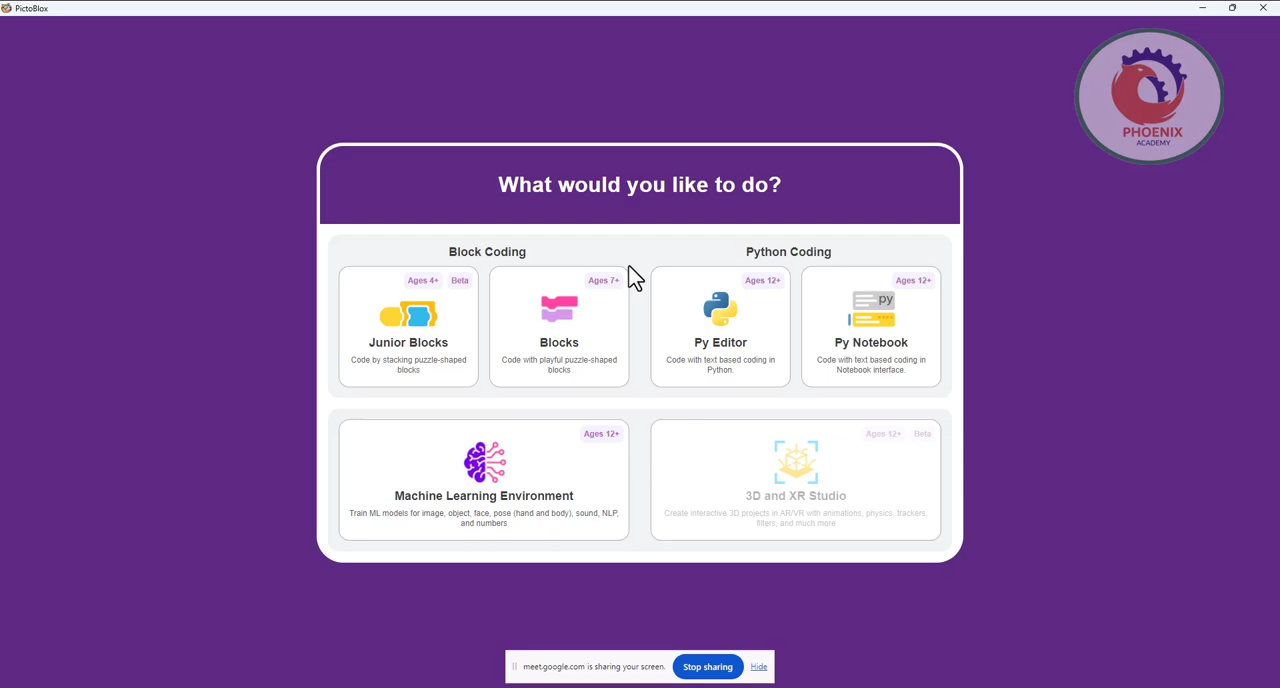 PictoBlox
PHOENIX
ACADEMY
What would you like to do?
Block Coding
Python Coding
Ages 4+ Beta
Junior Blocks
Code by stacking puzzle-shaped
blocks
Ages 7+
Blocks
Code with playful puzzle-shaped
blocks
Ages 12+
Py Editor
Code with text based coding in
Python.
Ages 12+
py
Py Notebook
Code with text based coding in
Notebook interface.
Ages 12+
Machine Learning Environment
Train ML models for image, object, face, pose (hand and body), sound, NLP,
and numbers
Ages 12+ Beta
3D and XR Studio
Create interactive 3D projects in AR/VR with animations, physics, trackers,
filters, and much more
meet.google.com is sharing your screen.
Stop sharing
Hide